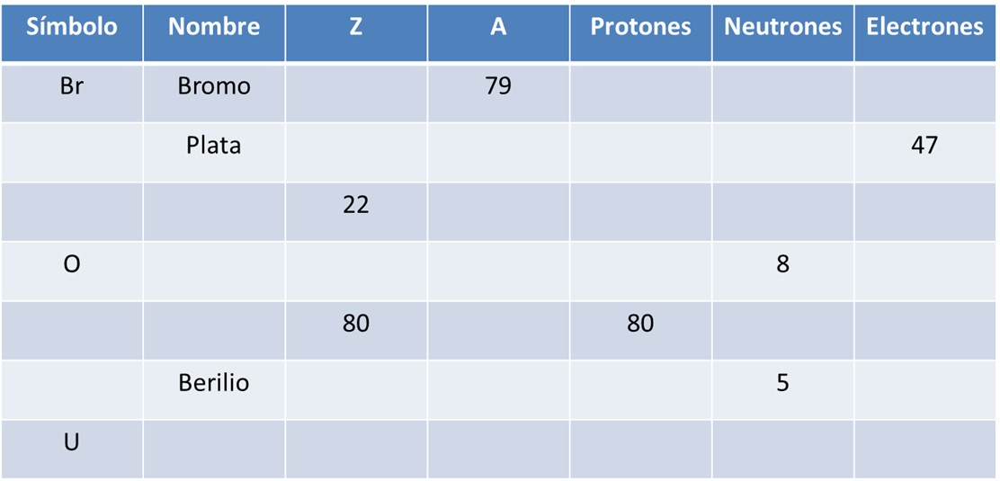 Símbolo Nombre Z A Protones Neutrones Electrones
Br Bromo 79
Plata 47
22
O 8
80 80
Berilio 5
U